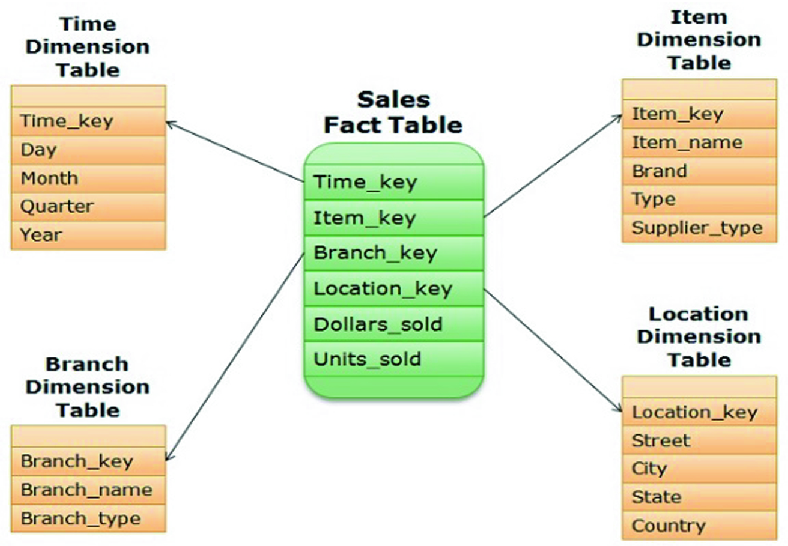 Time
Dimension
Table
Time_key
Day
Month
Quarter
Year
Sales
Fact Table
Time_key
Item_key
Branch_key
Location_key
Dollars_sold
Units_sold
Item
Dimension
Table
Item_key
Item_name
Brand
Type
Supplier_type
Branch
Dimension
Table
Branch_key
Branch_name
Branch_type
Location
Dimension
Table
Location_key
Street
City
State
Country